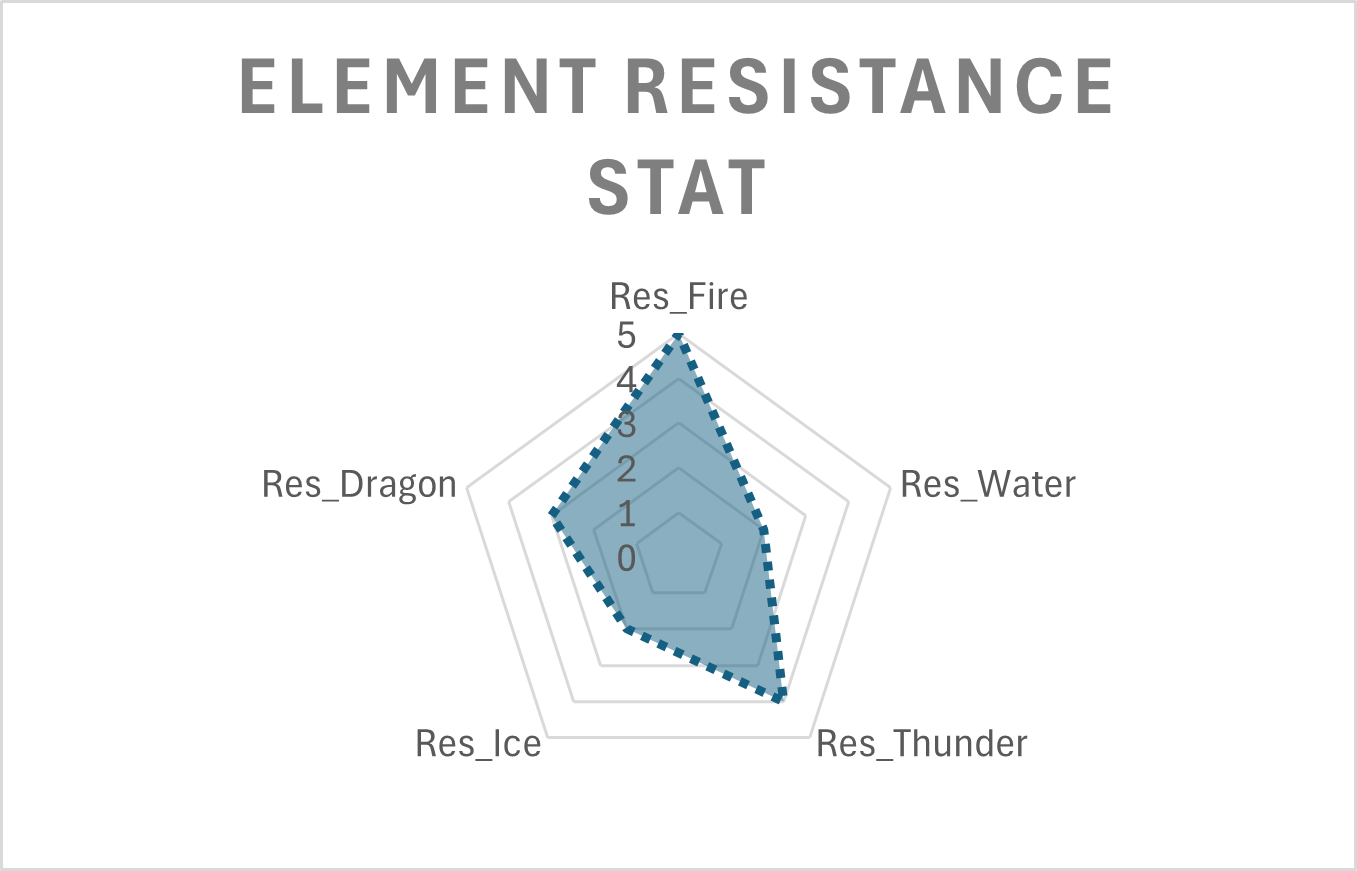 ELEMENT RESISTANCE
STAT
Res_Fire
5
4
3
2
1
0
Res_Dragon
Res_Water
Res_Ice
Res_Thunder